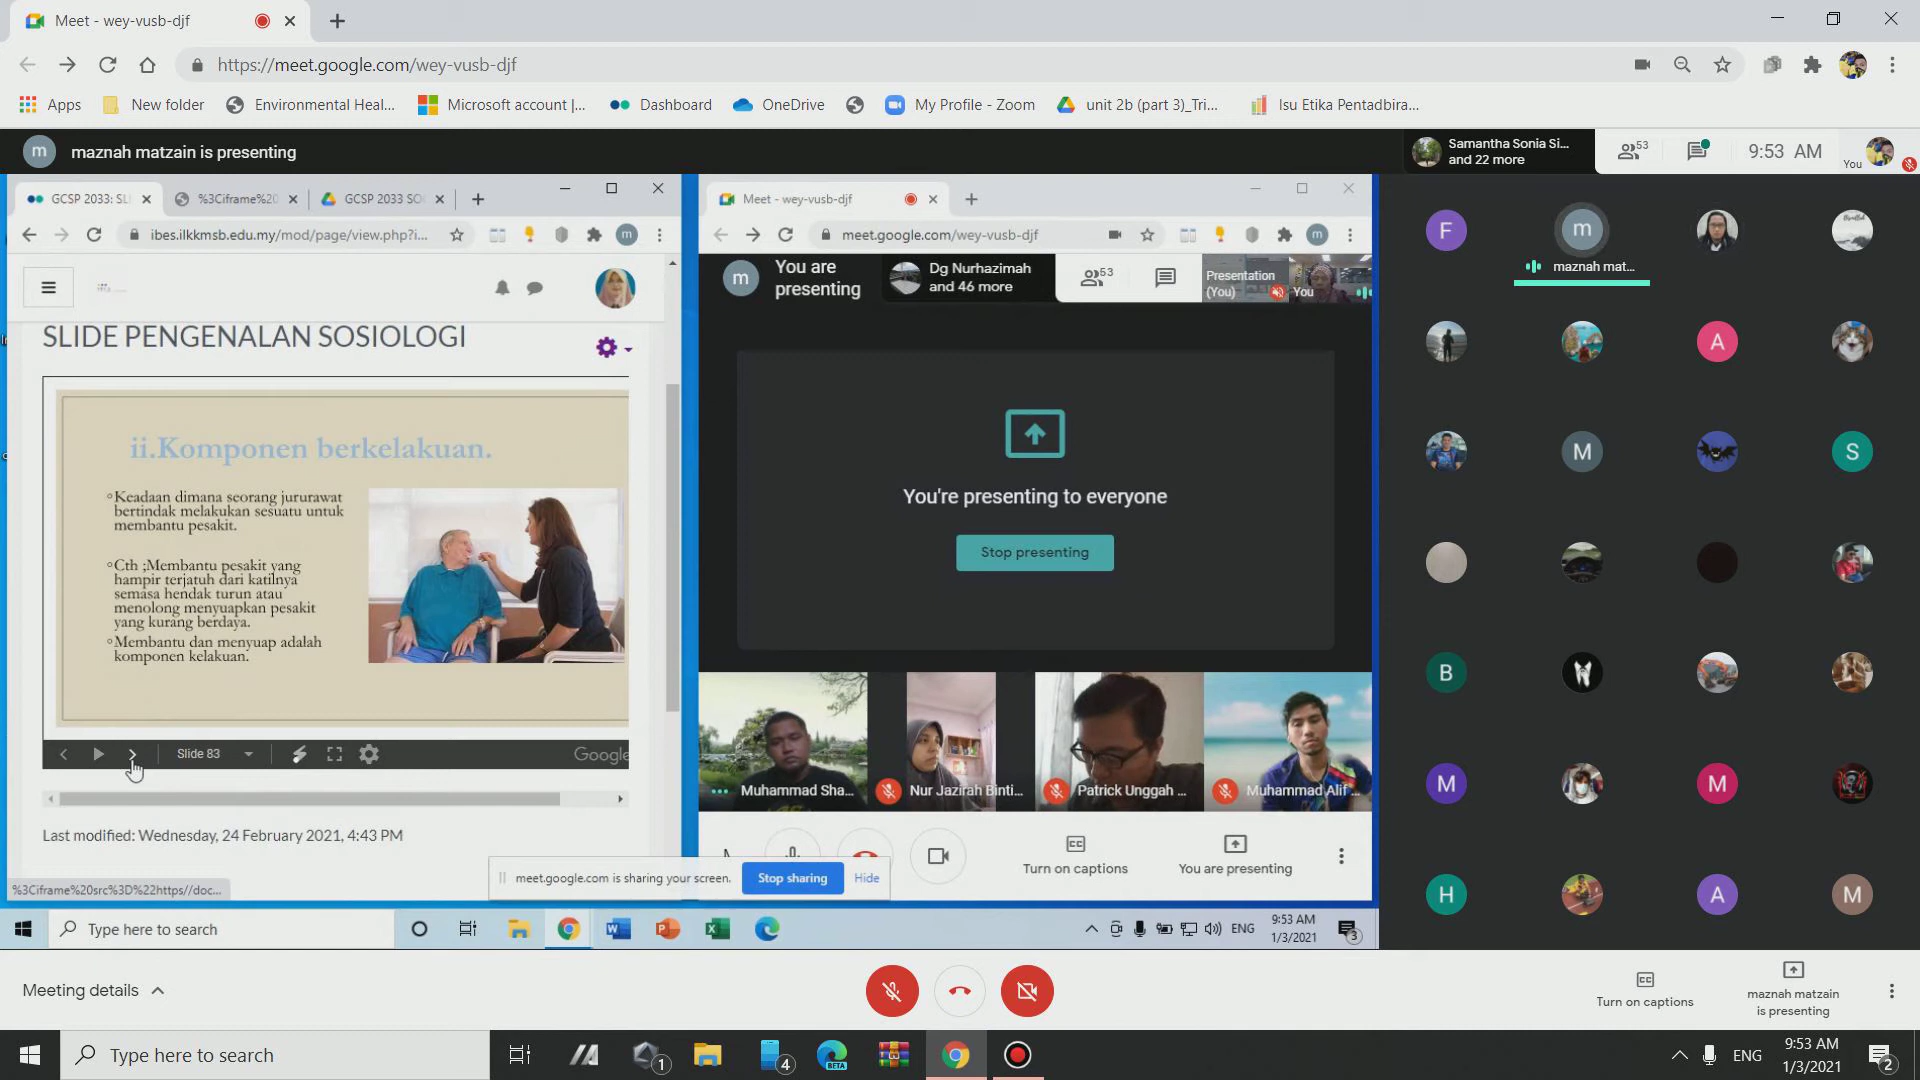 Meet - wey-vusb-djf
https://meet.google.com/wey-vusb-djf
Apps
New folder
Environmental Heal...
Microsoft account |...
Dashboard
OneDrive
My Profile - Zoom
unit 2b (part 3)_Tri...
Isu Etika Pentadbira...
m
maznah matzain is presenting
Samantha Sonia Si...
and 22 more
53
9:53 AM
You
GCSP 2033: SLI
%3Ciframe%20
GCSP 2033 SO
ibes.ilkkmsb.edu.my/mod/page/view.php?i...
m
SLIDE PENGENALAN SOSIOLOGI
ii.Komponen berkelakuan.
◦Keadaan dimana seorang jururawat
bertindak melakukan sesuatu untuk
membantu pesakit.
◦Cth ;Membantu pesakit yang
hampir terjatuh dari katilnya
semasa hendak turun atau
menolong menyuapkan pesakit
yang kurang berdaya.
◦Membantu dan menyuap adalah
komponen kelakuan.
Slide 83
Google
Last modified: Wednesday, 24 February 2021, 4:43 PM
%3Ciframe%20src%3D%22https//doc...
Meet - wey-vusb-djf
meet.google.com/wey-vusb-djf
m
m
You are
presenting
Dg Nurhazimah
and 46 more
53
Presentation
(You)
You
You're presenting to everyone
Stop presenting
Muhammad Sha...
Nur Jazirah Binti...
Patrick Unggah ...
Muhammad Alif ...
Turn on captions
You are presenting
meet.google.com is sharing your screen.
Stop sharing
Hide
Type here to search
ENG
9:53 AM
1/3/2021
3
F
m
maznah mat...
A
M
S
B
M
M
H
A
M
Meeting details
Turn on captions
maznah matzain
is presenting
Type here to search
1
4
BETA
ENG
9:53 AM
1/3/2021
2